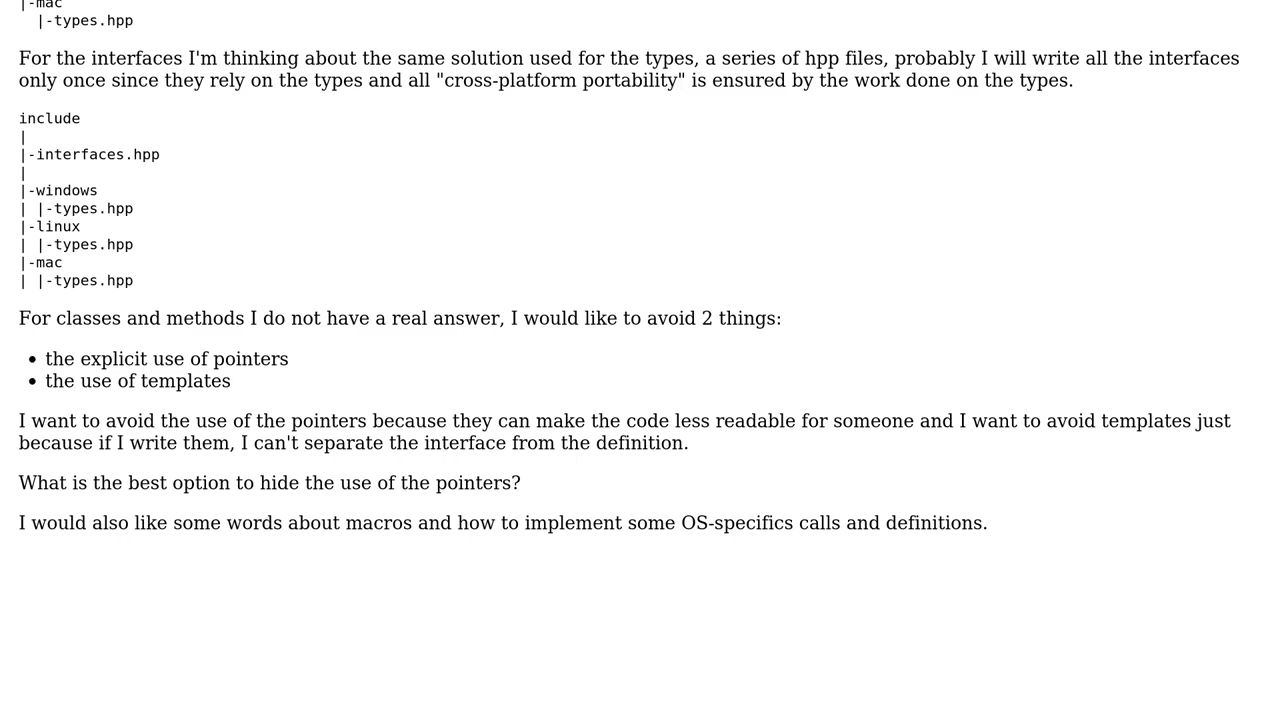 |-mac
  |-types.hpp
For the interfaces I'm thinking about the same solution used for the types, a series of hpp files, probably I will write all the interfaces
only once since they rely on the types and all "cross-platform portability" is ensured by the work done on the types.
include
|
|-interfaces.hpp
|
|-windows
| |-types.hpp
|-linux
| |-types.hpp
|-mac
| |-types.hpp
For classes and methods I do not have a real answer, I would like to avoid 2 things:
• the explicit use of pointers
• the use of templates
I want to avoid the use of the pointers because they can make the code less readable for someone and I want to avoid templates just
because if I write them, I can't separate the interface from the definition.
What is the best option to hide the use of the pointers?
I would also like some words about macros and how to implement some OS-specifics calls and definitions.